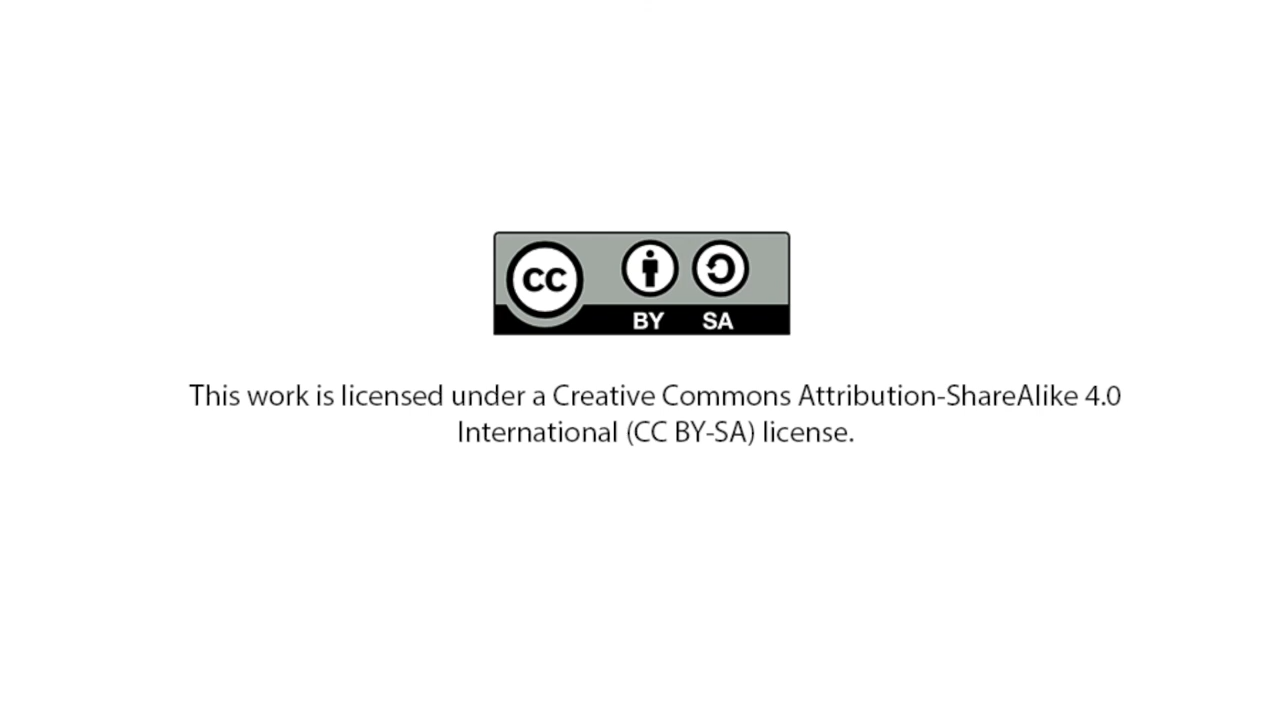 CC
BY SA
This work is licensed under a Creative Commons Attribution-ShareAlike 4.0
International (CC BY-SA) license.